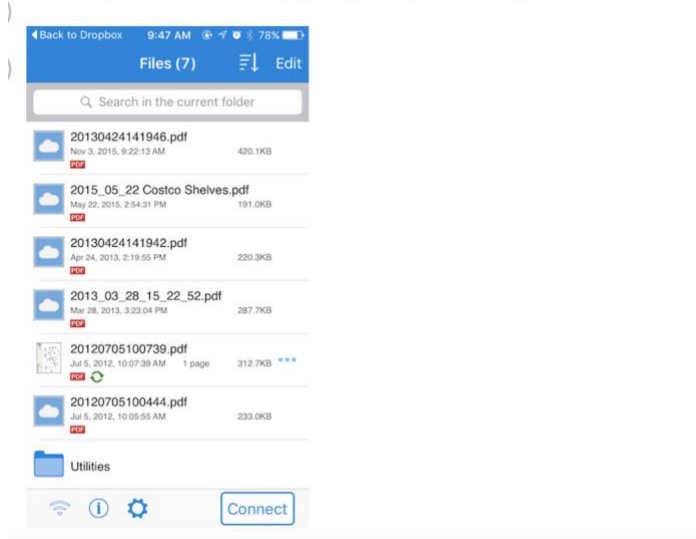 Back to Dropbox 9:47 AM 78%
Files (7) Edit
Search in the current folder
20130424141946.pdf
Nov 3, 2015, 9:22:13 AM 420.1KB
PDF
2015_05_22 Costco Shelves.pdf
May 22, 2015, 2:54:31 PM 191.0KB
PDF
20130424141942.pdf
Apr 24, 2013, 2:19:55 PM 220.3KB
PDF
2013_03_28_15_22_52.pdf
Mar 28, 2013, 3:23:04 PM 287.7KB
PDF
20120705100739.pdf
Jul 5, 2012, 10:07:39 AM 1 page 312.7KB
PDF
20120705100444.pdf
Jul 5, 2012, 10:05:55 AM 233.0KB
PDF
Utilities
Connect